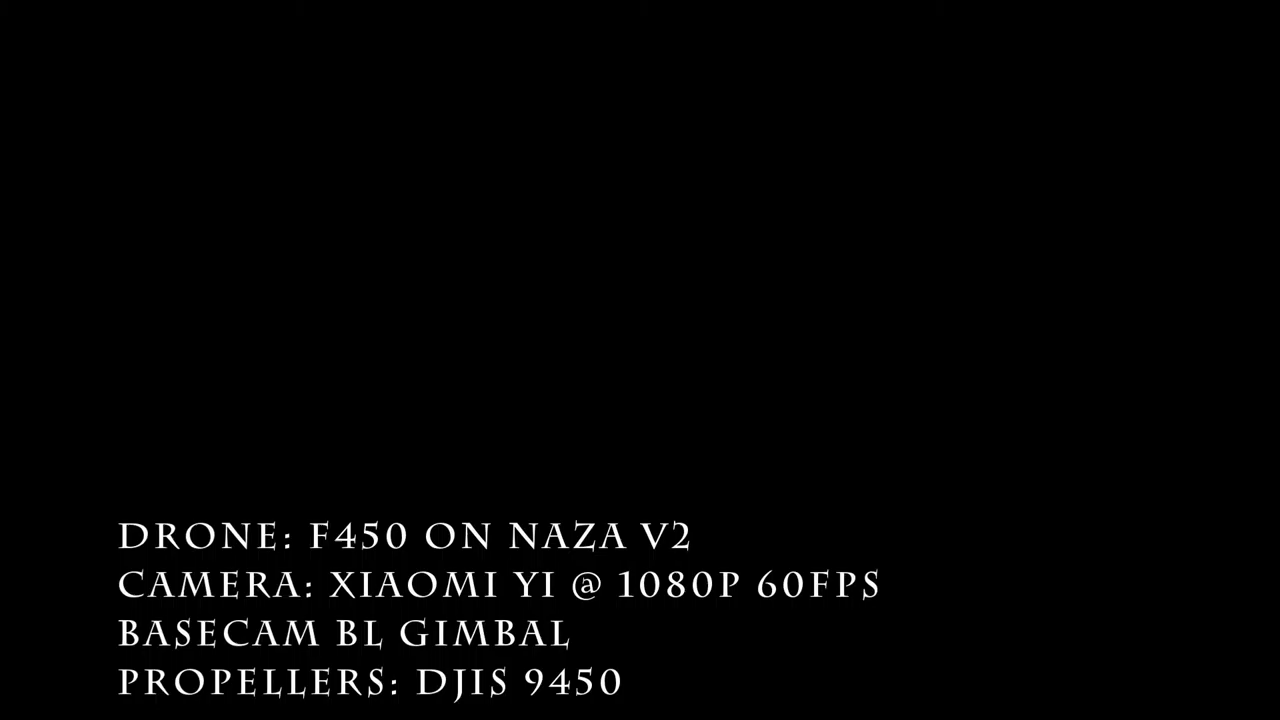 DRONE: F450 ON NAZA V2
CAMERA: XIAOMI YI @ 1080P 60FPS
BASECAM BL GIMBAL
PROPELLERS: DJIS 9450